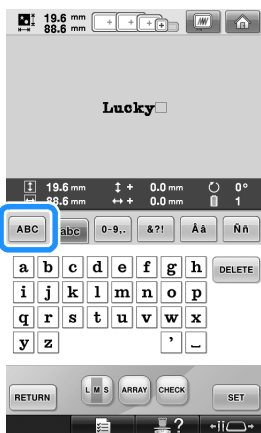 19.6 mm
88.6 mm
Lucky
19.6 mm + 0.0 mm 0°
88.6 mm + 0.0 mm 1
ABC abc 0-9,. &?! Ââ Ññ
a b c d e f g h DELETE
i j k l m n o p
q r s t u v w x
y z ' _
RETURN L M S ARRAY CHECK SET
?